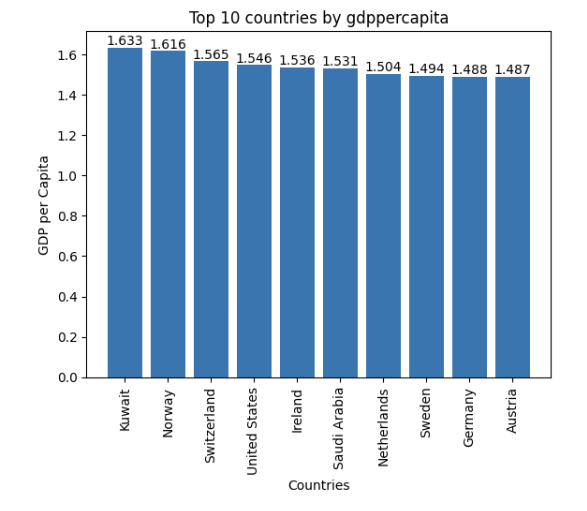 Top 10 countries by gdppercapita
1.633 1.616 1.565 1.546 1.536 1.531 1.504 1.494 1.488 1.487
1.6
1.4
1.2
1.0
0.8
0.6
0.4
0.2
0.0
GDP per Capita
Kuwait
Norway
Switzerland
United States
Ireland
Saudi Arabia
Netherlands
Sweden
Germany
Austria
Countries